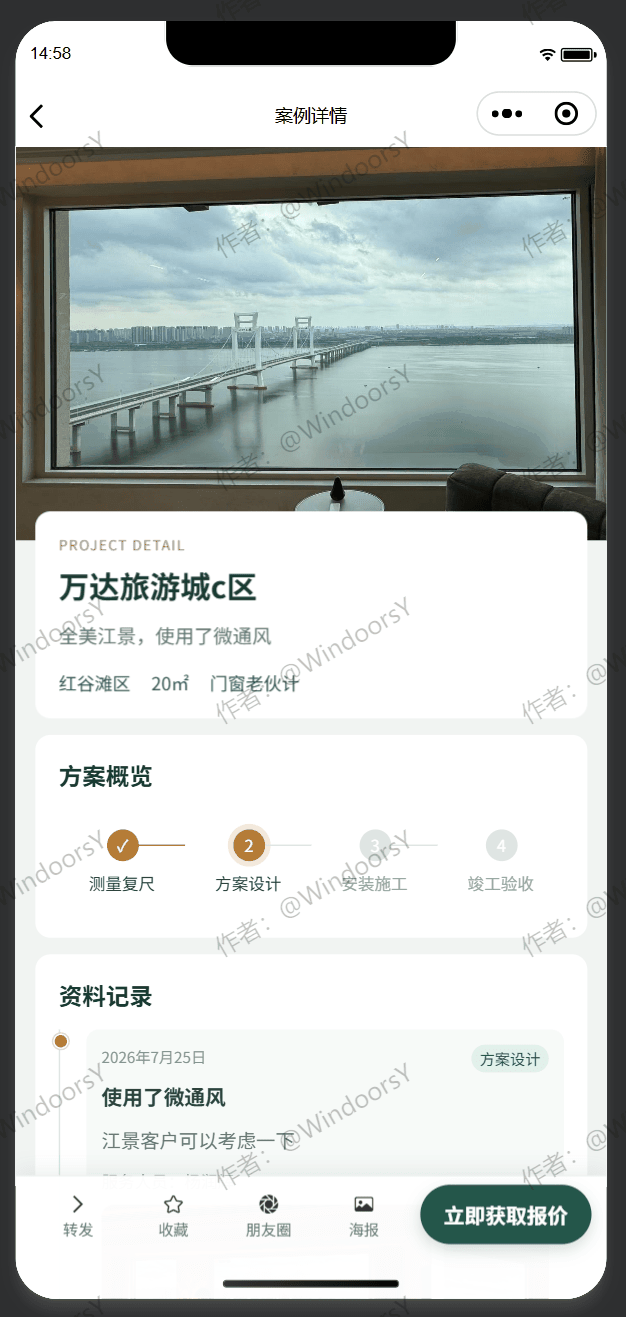 14:58
案例详情
PROJECT DETAIL
万达旅游城c区
全美江景，使用了微通风
红谷滩区 20㎡ 门窗老伙计
方案概览
✓ 2 3 4
测量复尺 方案设计 安装施工 竣工验收
资料记录
2026年7月25日 方案设计
使用了微通风
江景客户可以考虑一下
转发 收藏 朋友圈 海报 立即获取报价
作者：@WindoorsY